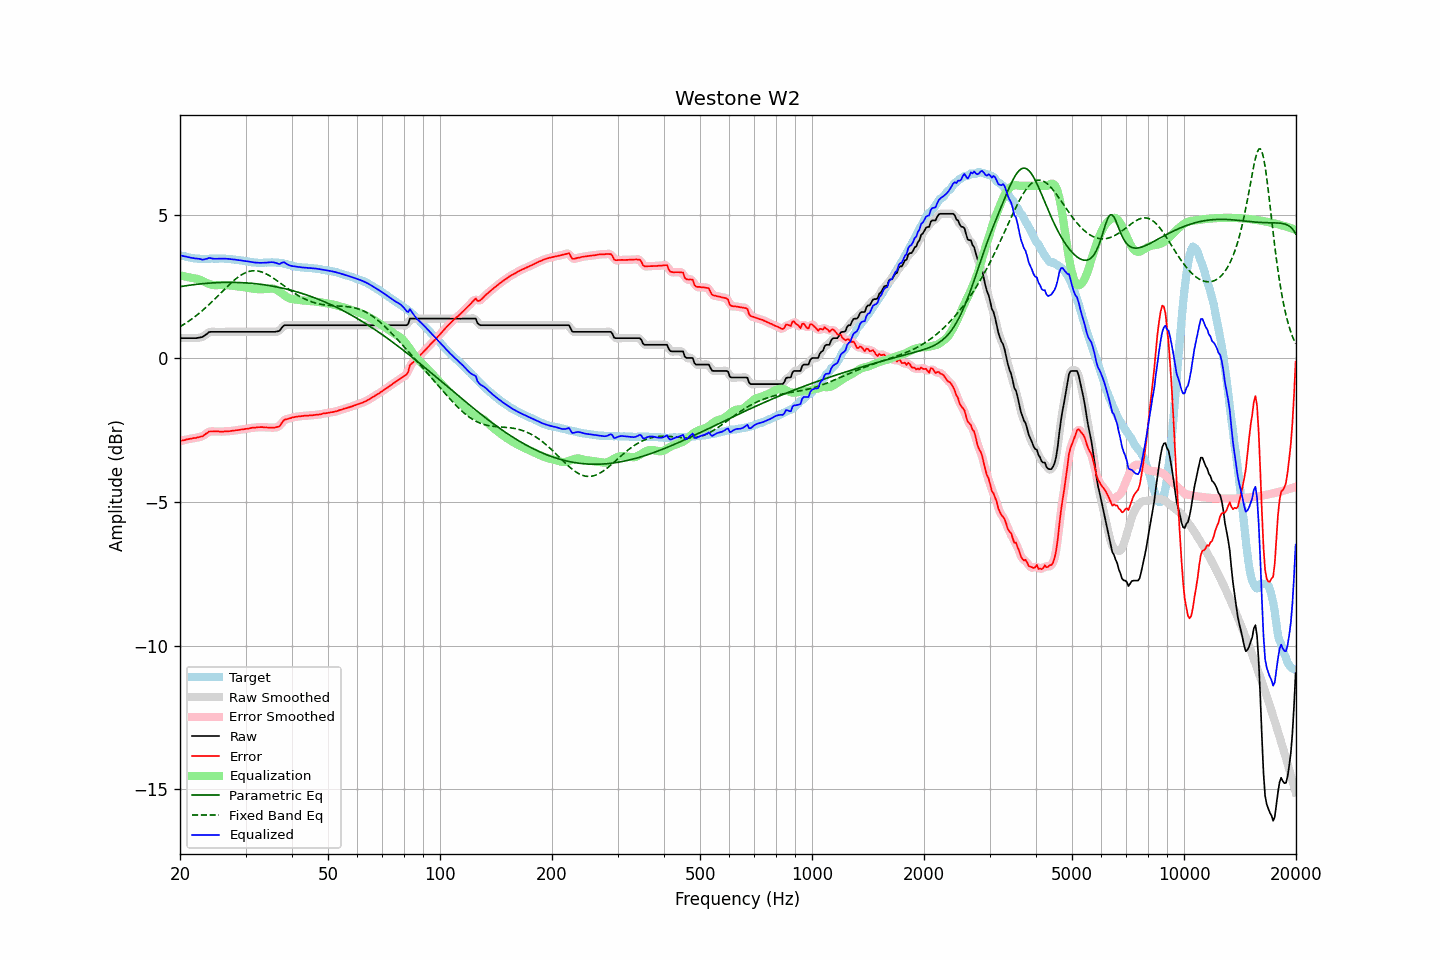 Westone W2
Amplitude (dBr)
5
0
−5
−10
−15
Target
Raw Smoothed
Error Smoothed
Raw
Error
Equalization
Parametric Eq
Fixed Band Eq
Equalized
20 50 100 200 500 1000 2000 5000 10000 20000
Frequency (Hz)